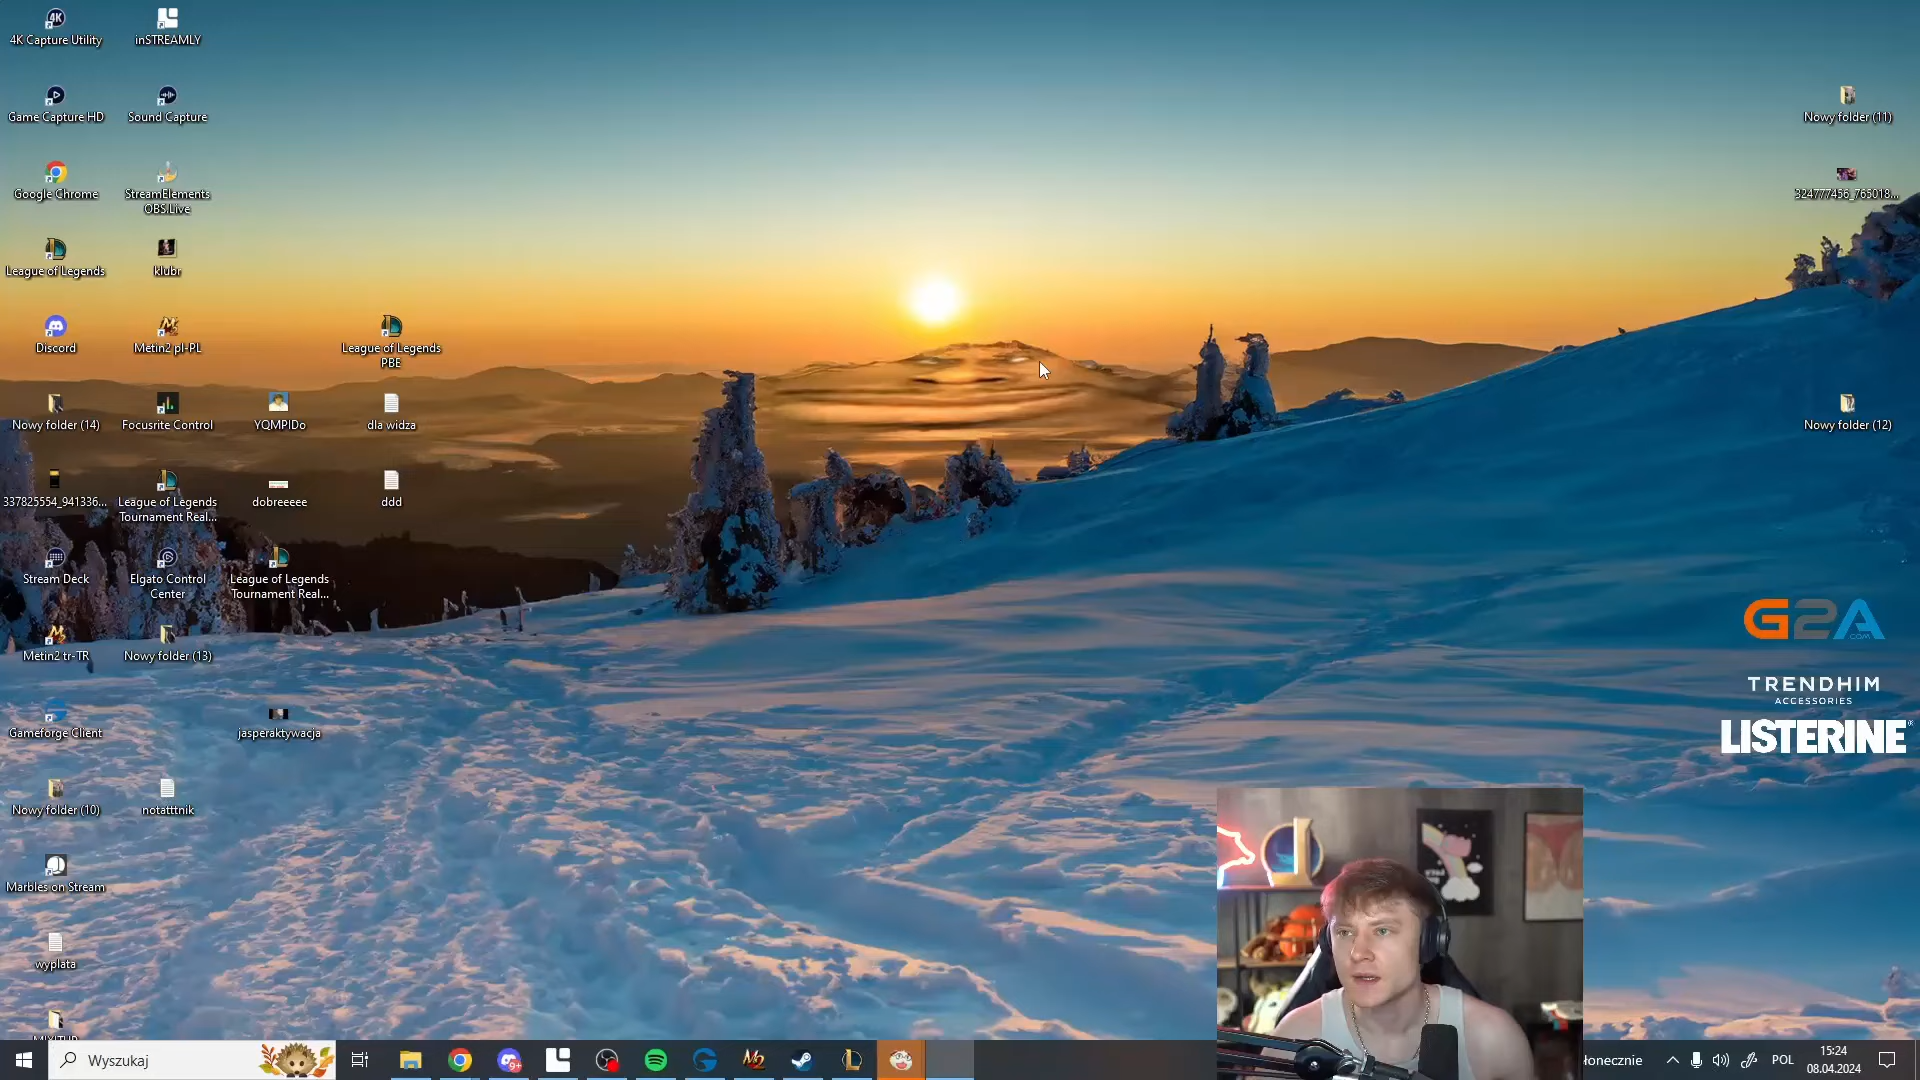 4K Capture Utility
inSTREAMLY
Game Capture HD
Sound Capture
Nowy folder (11)
Google Chrome
StreamElements
OBS.Live
324777456_765018...
League of Legends
klubr
Discord
Metin2 pl-PL
League of Legends
PBE
Nowy folder (14)
Focusrite Control
YQMPIDo
dla widza
Nowy folder (12)
337825554_941336...
League of Legends
Tournament Real...
dobreeeee
ddd
Stream Deck
Elgato Control
Center
League of Legends
Tournament Real...
G2A
.COM
Metin2 tr-TR
Nowy folder (13)
TRENDHIM
ACCESSORIES
Gameforge Client
jasperaktywacja
LISTERINE
Nowy folder (10)
notatttnik
Marbles on Stream
wyplata
Wyszukaj
9+
łonecznie
POL
15:24
08.04.2024